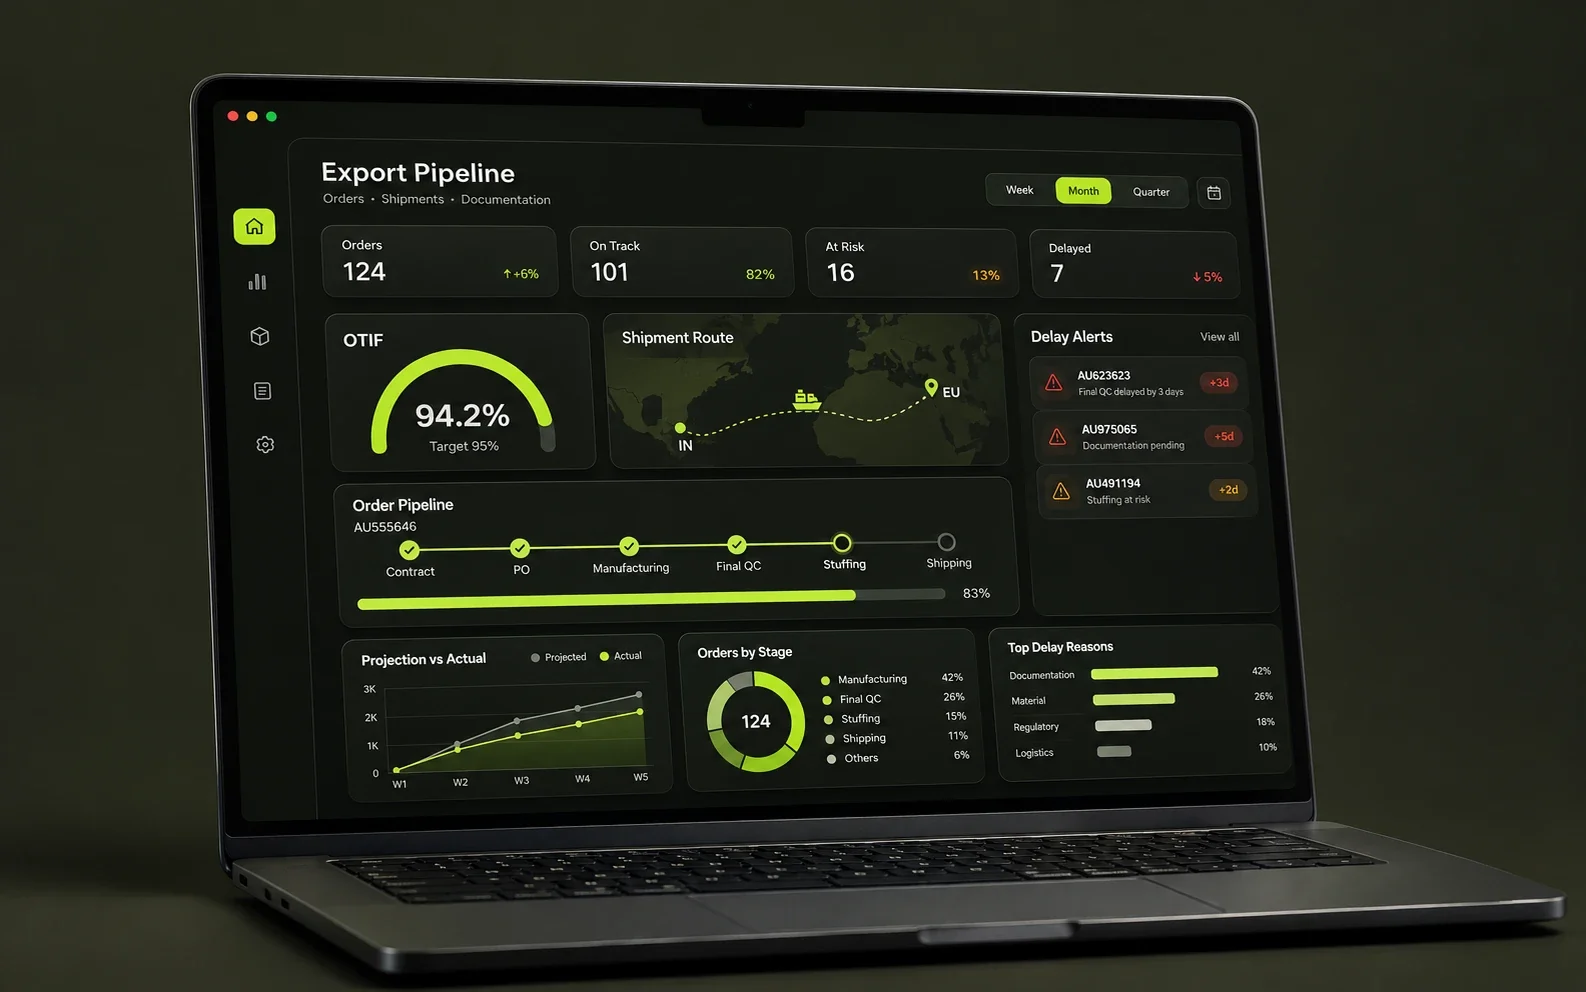 Export Pipeline
Orders • Shipments • Documentation
Week Month Quarter
Orders
124 ↑+6%
On Track
101 82%
At Risk
16 13%
Delayed
7 ↓5%
OTIF
94.2%
Target 95%
Shipment Route
IN
EU
Delay Alerts View all
AU623623
Final QC delayed by 3 days
+3d
AU975065
Documentation pending
+5d
AU491194
Stuffing at risk
+2d
Order Pipeline
AU555646
Contract PO Manufacturing Final QC Stuffing Shipping
83%
Projection vs Actual Projected Actual
3K
2K
1K
0
W1 W2 W3 W4 W5
Orders by Stage
124
Manufacturing 42%
Final QC 26%
Stuffing 15%
Shipping 11%
Others 6%
Top Delay Reasons
Documentation 42%
Material 26%
Regulatory 18%
Logistics 10%